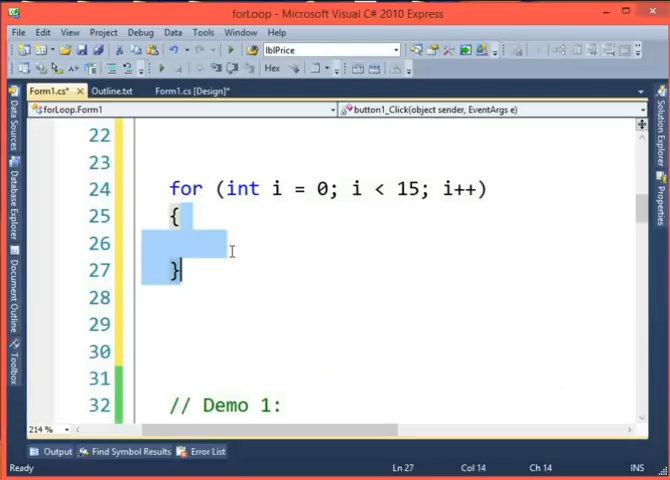 forLoop - Microsoft Visual C# 2010 Express
File Edit View Project Debug Data Tools Window Help
lblPrice
Hex
Form1.cs* Outline.txt Form1.cs [Design]*
forLoop.Form1 button1_Click(object sender, EventArgs e)
Data Sources
Database Explorer
Document Outline
Toolbox
Solution Explorer
Properties
22
23
24 for (int i = 0; i < 15; i++)
25 {
26
27 }
28
29
30
31
32 // Demo 1:
214 %
Output Find Symbol Results Error List
Ready Ln 27 Col 14 Ch 14 INS